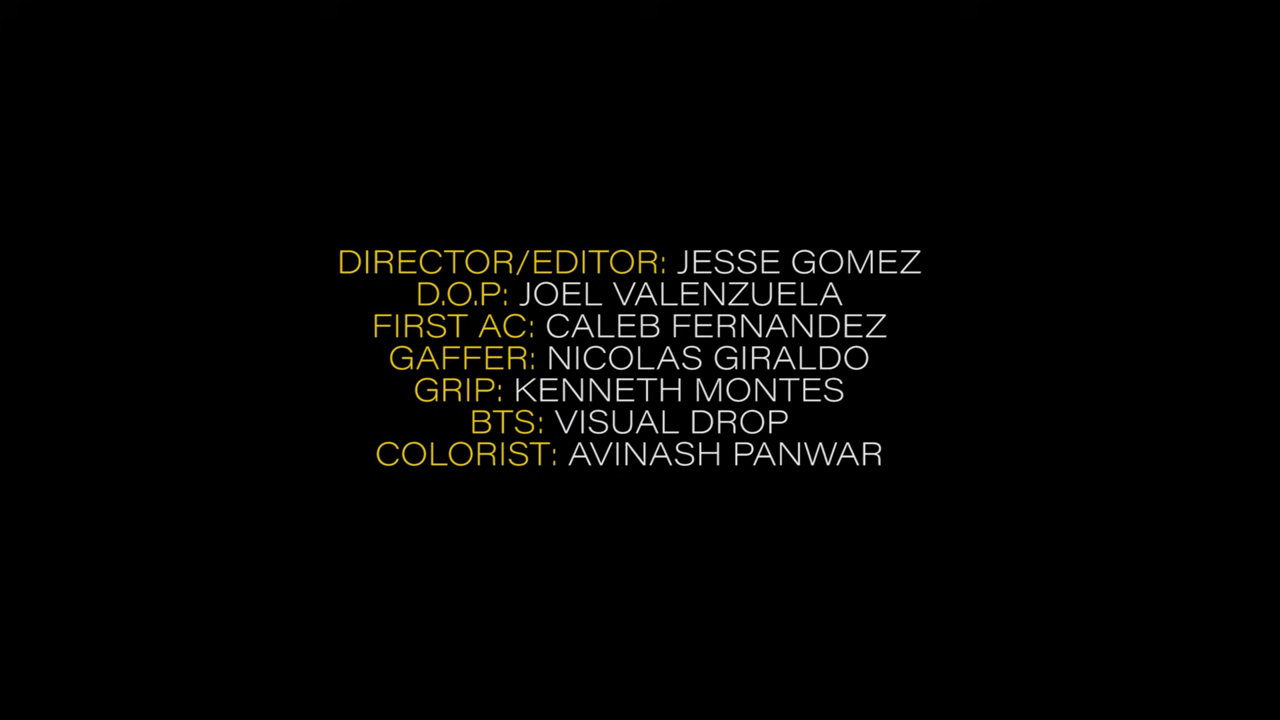 DIRECTOR/EDITOR: JESSE GOMEZ
D.O.P: JOEL VALENZUELA
FIRST AC: CALEB FERNANDEZ
GAFFER: NICOLAS GIRALDO
GRIP: KENNETH MONTES
BTS: VISUAL DROP
COLORIST: AVINASH PANWAR